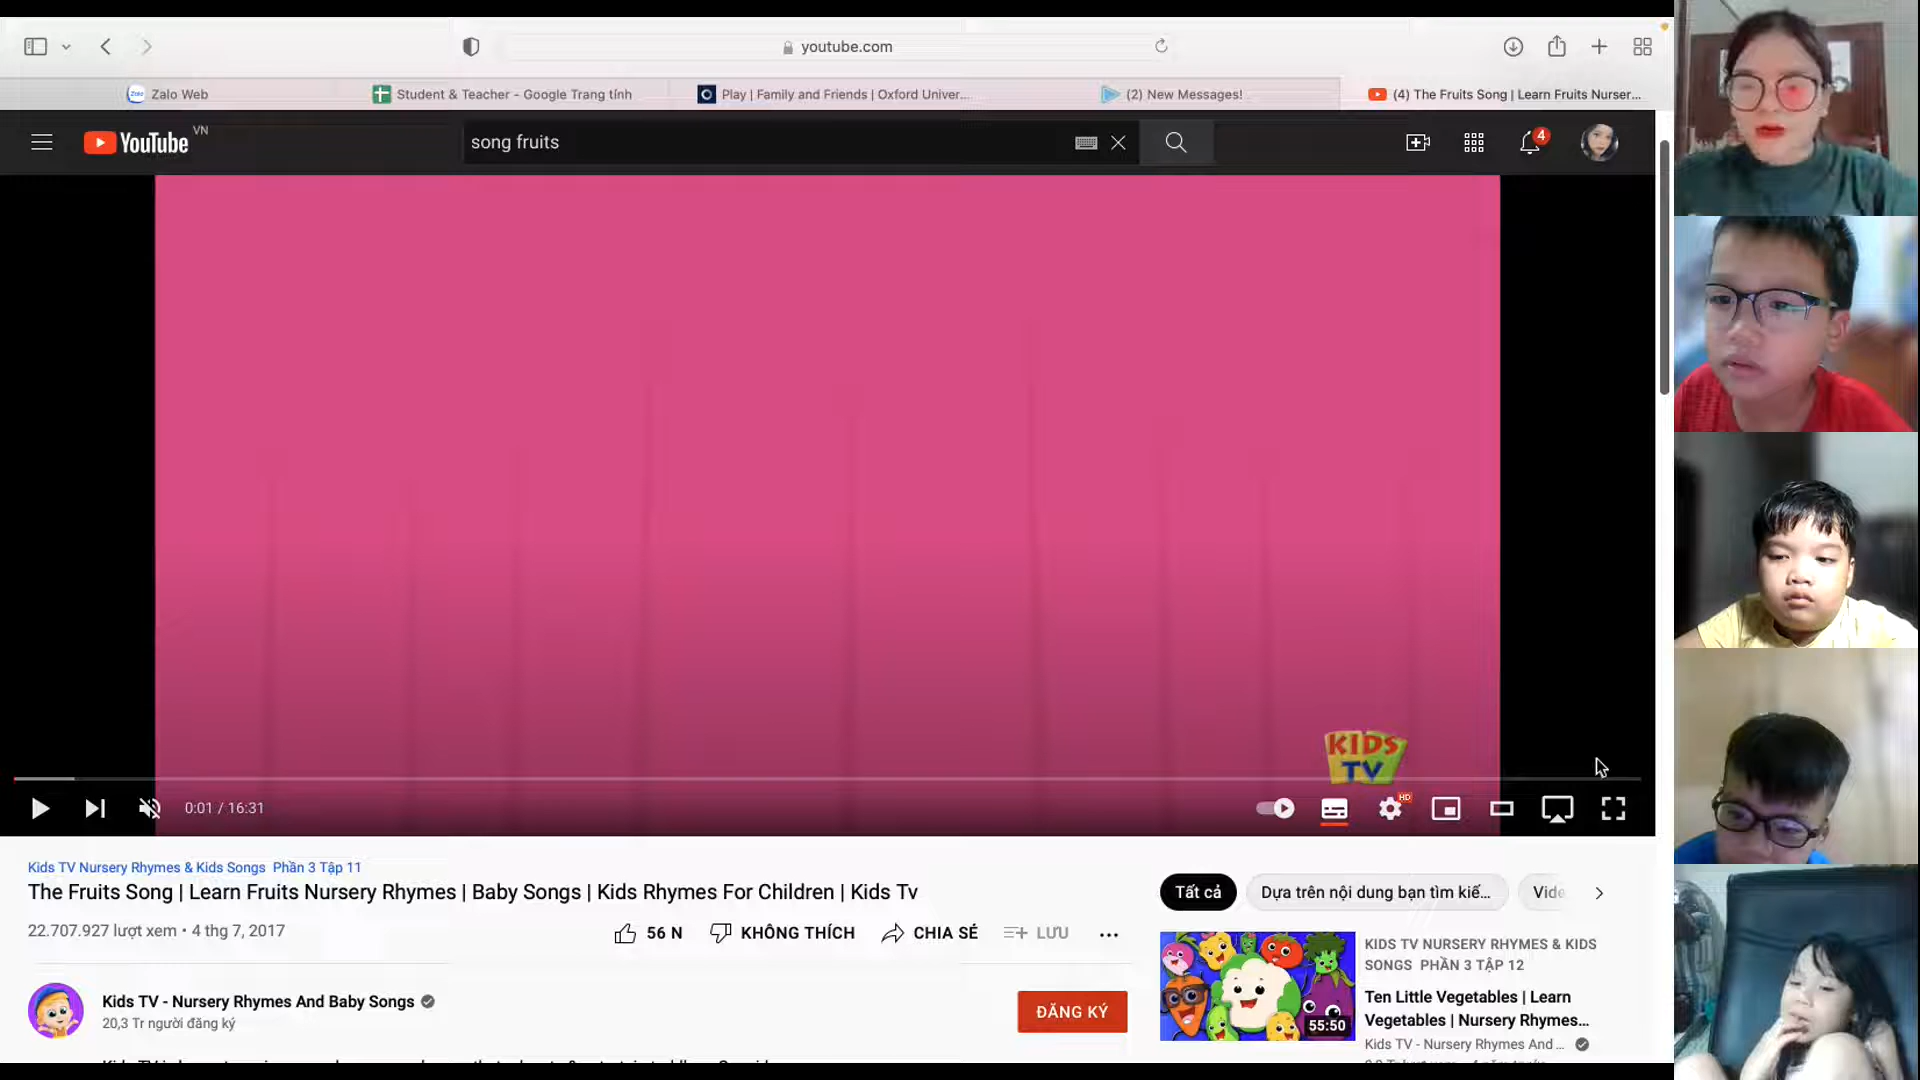 youtube.com
Zalo Web
Student & Teacher - Google Trang tính
Play | Family and Friends | Oxford Univer...
(2) New Messages!
(4) The Fruits Song | Learn Fruits Nurser...
YouTube VN
song fruits
4
KIDS
TV
0:01 / 16:31
HD
Kids TV Nursery Rhymes & Kids Songs Phần 3 Tập 11
The Fruits Song | Learn Fruits Nursery Rhymes | Baby Songs | Kids Rhymes For Children | Kids Tv
22.707.927 lượt xem • 4 thg 7, 2017
56 N
KHÔNG THÍCH
CHIA SẺ
LƯU
Kids TV - Nursery Rhymes And Baby Songs
20,3 Tr người đăng ký
ĐĂNG KÝ
Tất cả
Dựa trên nội dung bạn tìm kiế...
Vide
55:50
KIDS TV NURSERY RHYMES & KIDS
SONGS PHẦN 3 TẬP 12
Ten Little Vegetables | Learn
Vegetables | Nursery Rhymes...
Kids TV - Nursery Rhymes And ...